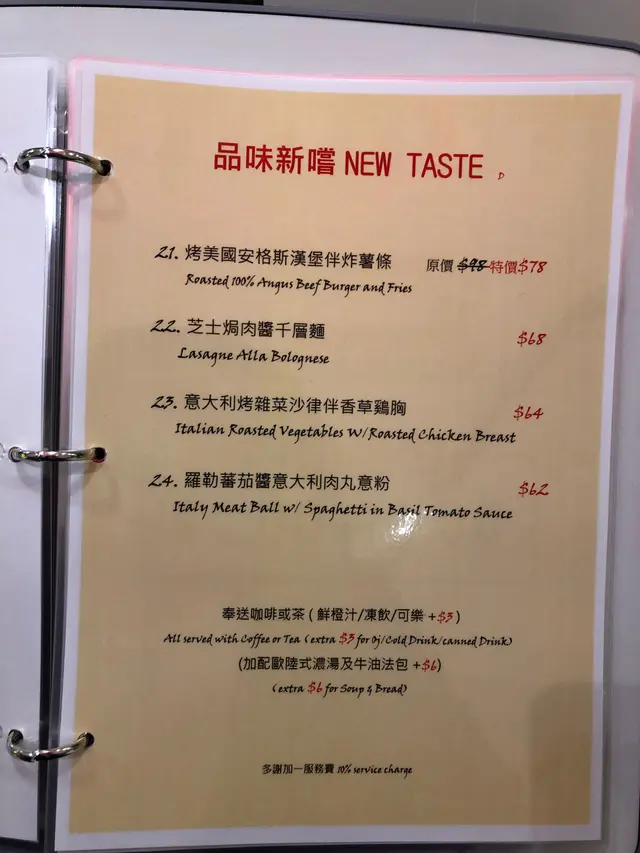 品味新嚐 NEW TASTE
21. 烤美國安格斯漢堡伴炸薯條 原價 $98 特價$78
Roasted 100% Angus Beef Burger and Fries
22. 芝士焗肉醬千層麵 $68
Lasagne Alla Bolognese
23. 意大利烤雜菜沙律伴香草鷄胸 $64
Italian Roasted Vegetables W/Roasted Chicken Breast
24. 羅勒蕃茄醬意大利肉丸意粉 $62
Italy Meat Ball w/ Spaghetti in Basil Tomato Sauce
奉送咖啡或茶 ( 鮮橙汁/凍飲/可樂 +$3 )
All served with Coffee or Tea (extra $3 for Oj/Cold Drink/canned Drink)
(加配歐陸式濃湯及牛油法包 +$6)
(extra $6 for Soup & Bread)
多謝加一服務費 10% service charge